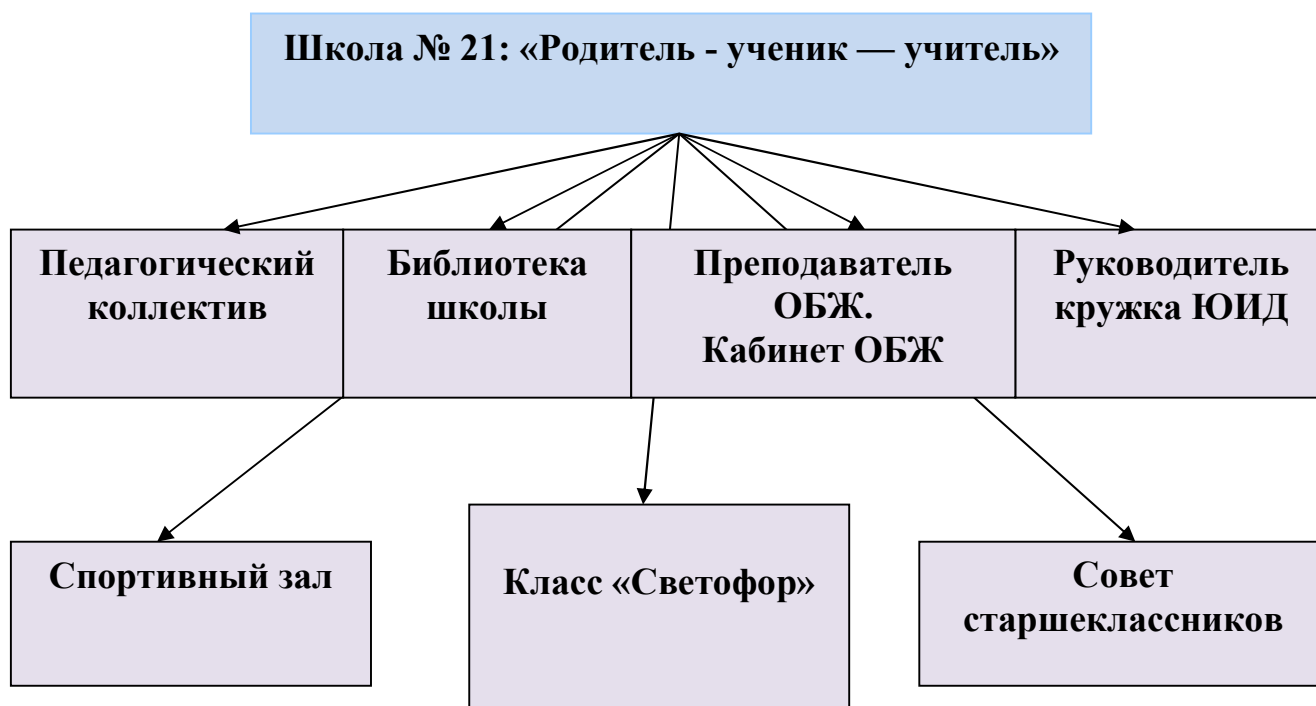 Школа № 21: «Родитель - ученик — учитель»
Педагогический
коллектив
Библиотека
школы
Преподаватель
ОБЖ.
Кабинет ОБЖ
Руководитель
кружка ЮИД
Спортивный зал
Класс «Светофор»
Совет
старшеклассников